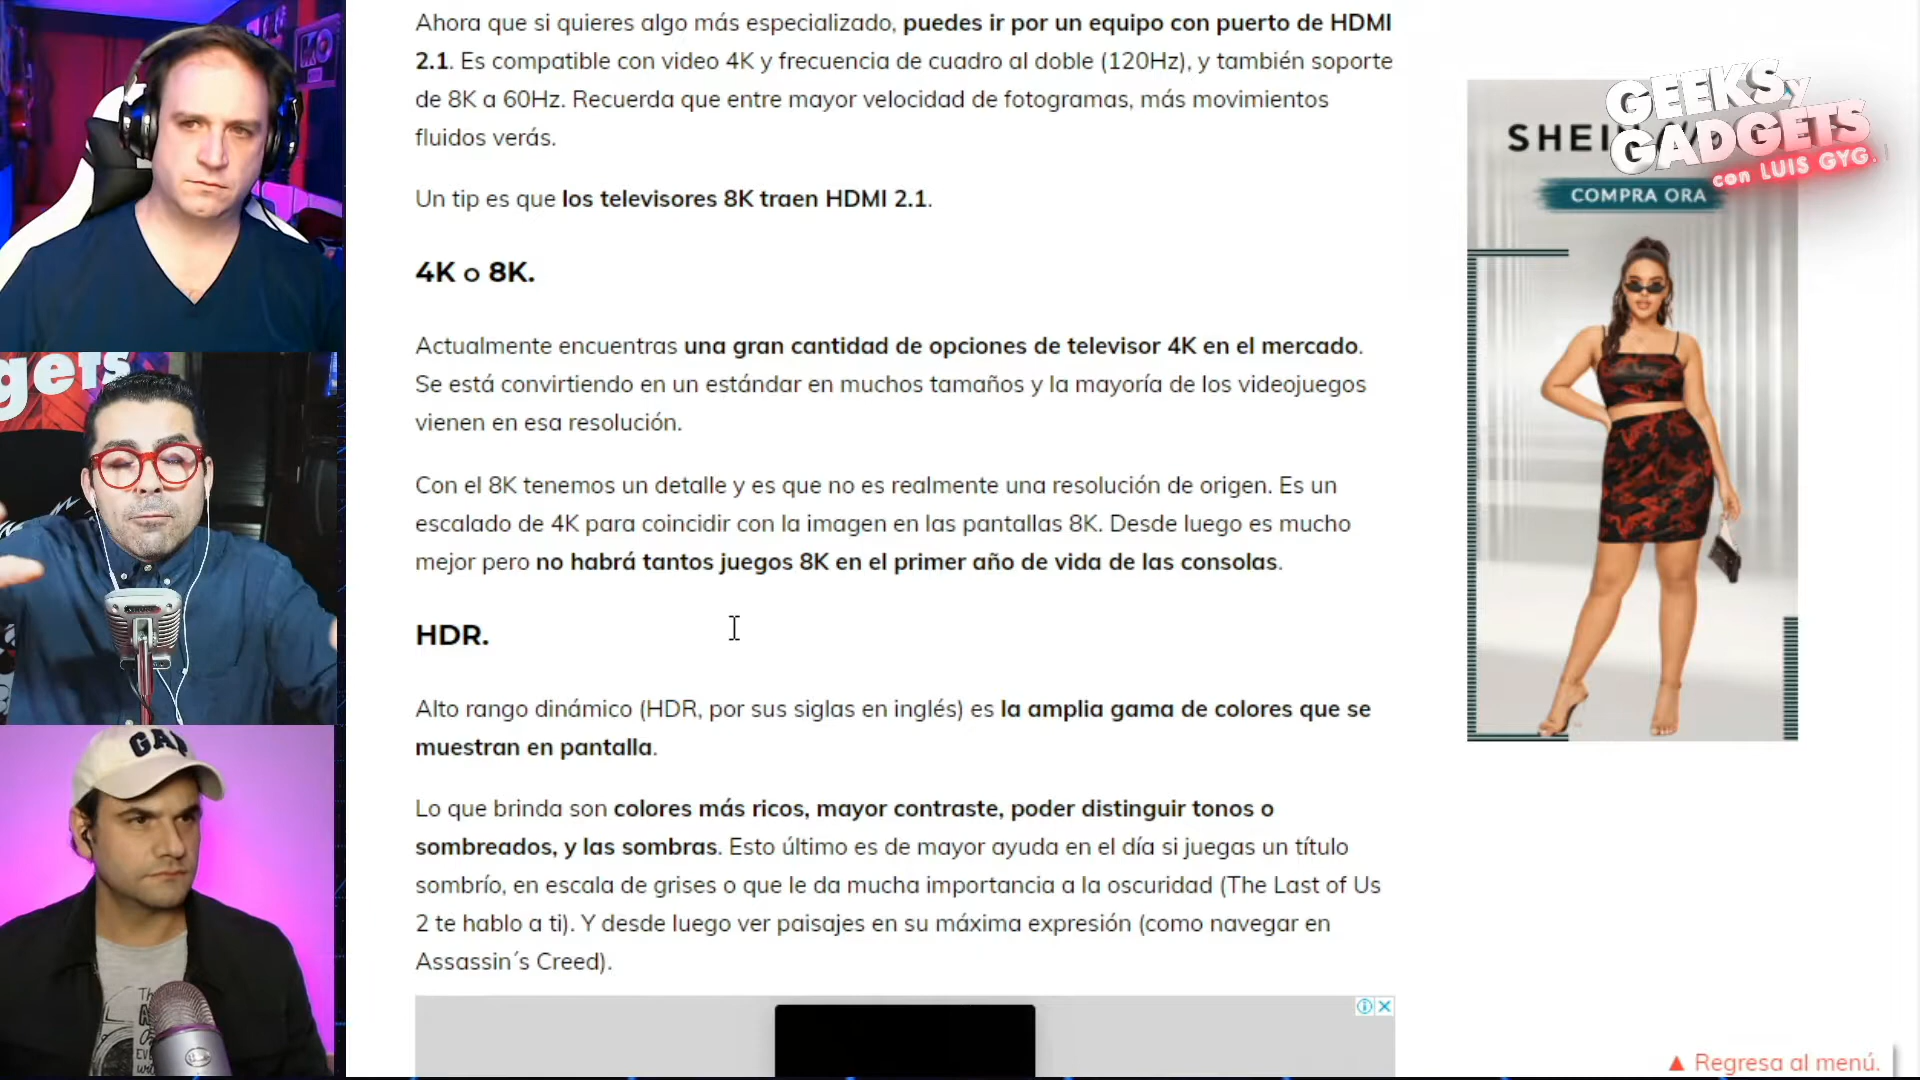 Ahora que si quieres algo más especializado, puedes ir por un equipo con puerto de HDMI
2.1. Es compatible con video 4K y frecuencia de cuadro al doble (120Hz), y también soporte
de 8K a 60Hz. Recuerda que entre mayor velocidad de fotogramas, más movimientos
fluidos verás.
Un tip es que los televisores 8K traen HDMI 2.1.
4K o 8K.
Actualmente encuentras una gran cantidad de opciones de televisor 4K en el mercado.
Se está convirtiendo en un estándar en muchos tamaños y la mayoría de los videojuegos
vienen en esa resolución.
Con el 8K tenemos un detalle y es que no es realmente una resolución de origen. Es un
escalado de 4K para coincidir con la imagen en las pantallas 8K. Desde luego es mucho
mejor pero no habrá tantos juegos 8K en el primer año de vida de las consolas.
HDR.
Alto rango dinámico (HDR, por sus siglas en inglés) es la amplia gama de colores que se
muestran en pantalla.
Lo que brinda son colores más ricos, mayor contraste, poder distinguir tonos o
sombreados, y las sombras. Esto último es de mayor ayuda en el día si juegas un título
sombrío, en escala de grises o que le da mucha importancia a la oscuridad (The Last of Us
2 te hablo a ti). Y desde luego ver paisajes en su máxima expresión (como navegar en
Assassin´s Creed).
GEEKS y
GADGETS
con LUIS GYG.
COMPRA ORA
▲ Regresa al menú.
gets
GAP